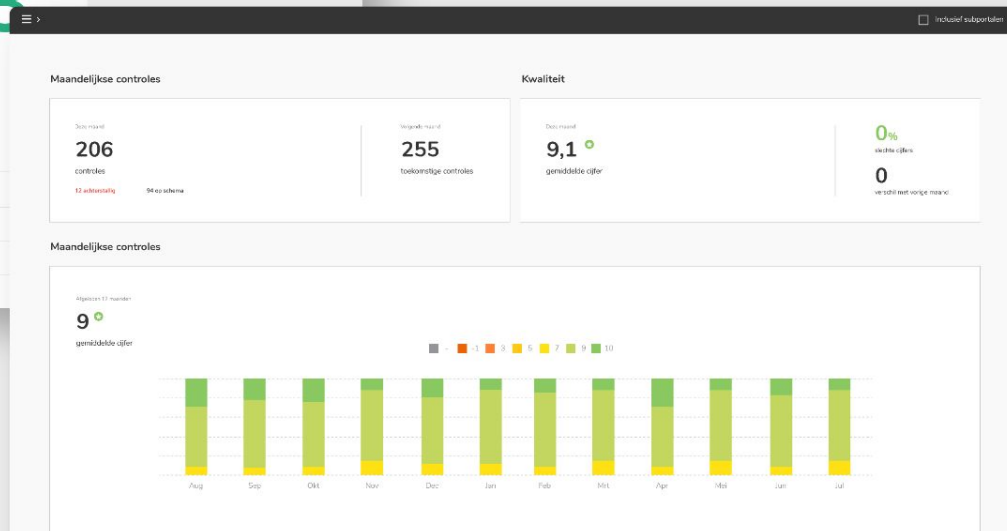 Inclusief subportalen
Maandelijkse controles
Deze maand
206
controles
12 achterstallig 94 op schema
Volgende maand
255
toekomstige controles
Kwaliteit
Deze maand
9,1
gemiddelde cijfer
0%
slechte cijfers
0
verschil met vorige maand
Maandelijkse controles
Afgelopen 12 maanden
9
gemiddelde cijfer
- -1 3 5 7 9 10
Aug Sep Okt Nov Dec Jan Feb Mrt Apr Mei Jun Jul